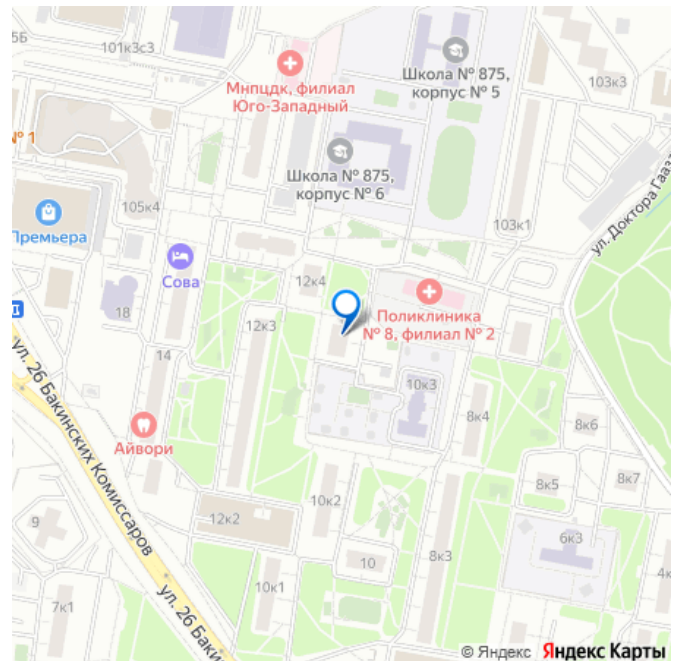 101к3с3
Мнпцдк, филиал
Юго-Западный
Школа № 875,
корпус № 5
103к3
№ 1
Школа № 875,
корпус № 6
105к4
103к1
Премьера
Сова
12к4
ул. Доктора Гааза
18
12к3
Поликлиника
№ 8, филиал № 2
14
10к3
8к4
8к6
Айвори
ул. 26 Бакинских Комиссаров
8к7
8к5
10к2
12к2
9
6к3
8к3
10
10к1
7к1
ул. 26 Баки
4к
© Яндекс Яндекс Карты